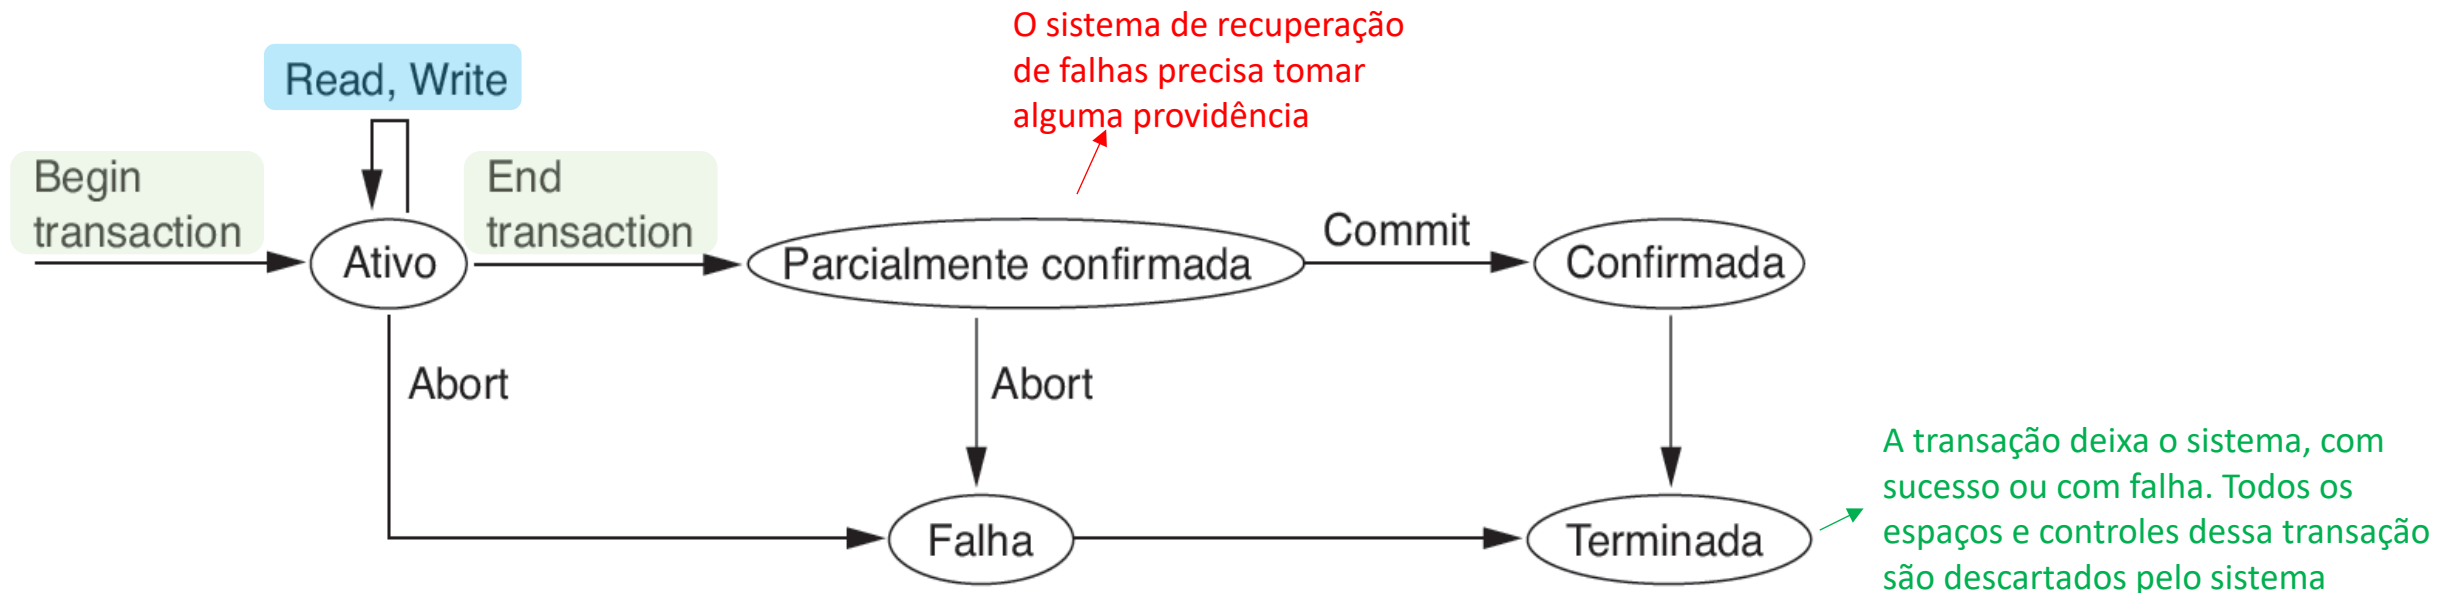 O sistema de recuperação
de falhas precisa tomar
alguma providência
Read, Write
Begin
transaction
End
transaction
Ativo
Parcialmente confirmada
Commit
Confirmada
Abort
Abort
Falha
Terminada
A transação deixa o sistema, com
sucesso ou com falha. Todos os
espaços e controles dessa transação
são descartados pelo sistema